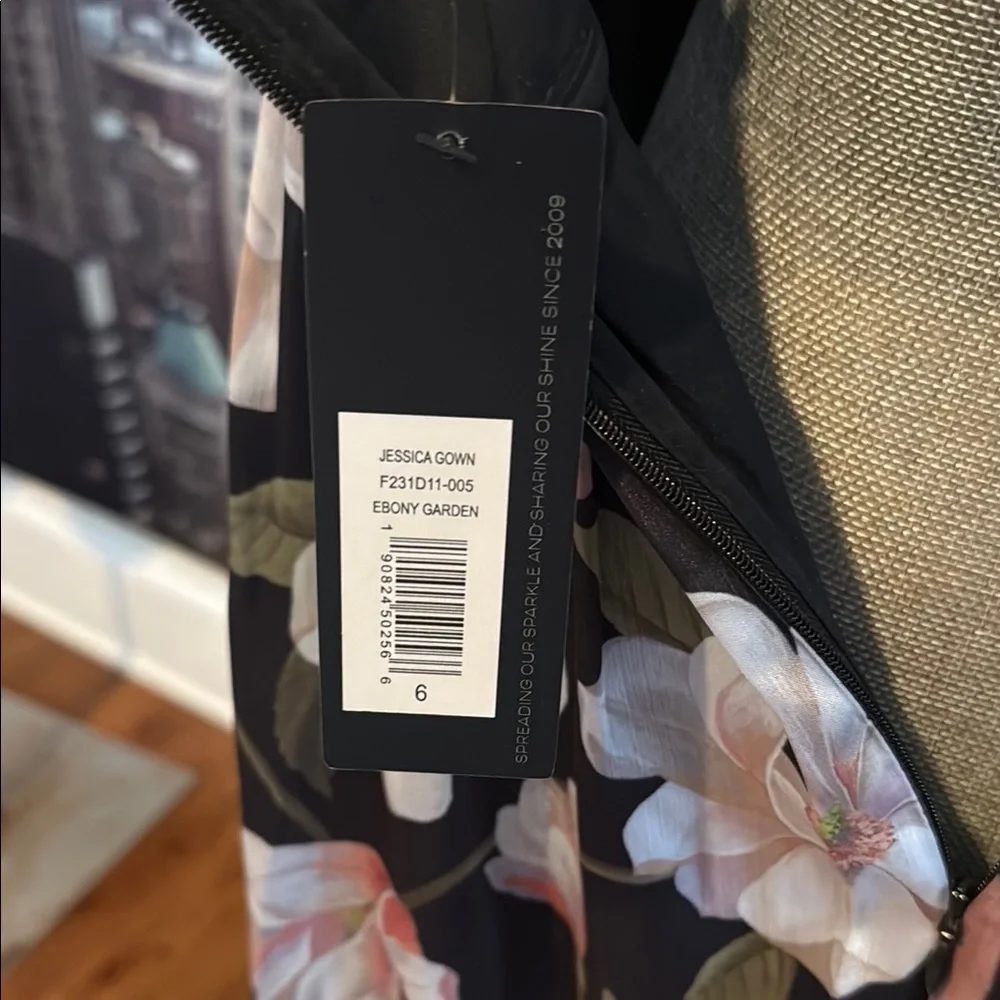 JESSICA GOWN
F231D11-005
EBONY GARDEN
1 90824 50256 6
6
SPREADING OUR SPARKLE AND SHARING OUR SHINE SINCE 2009